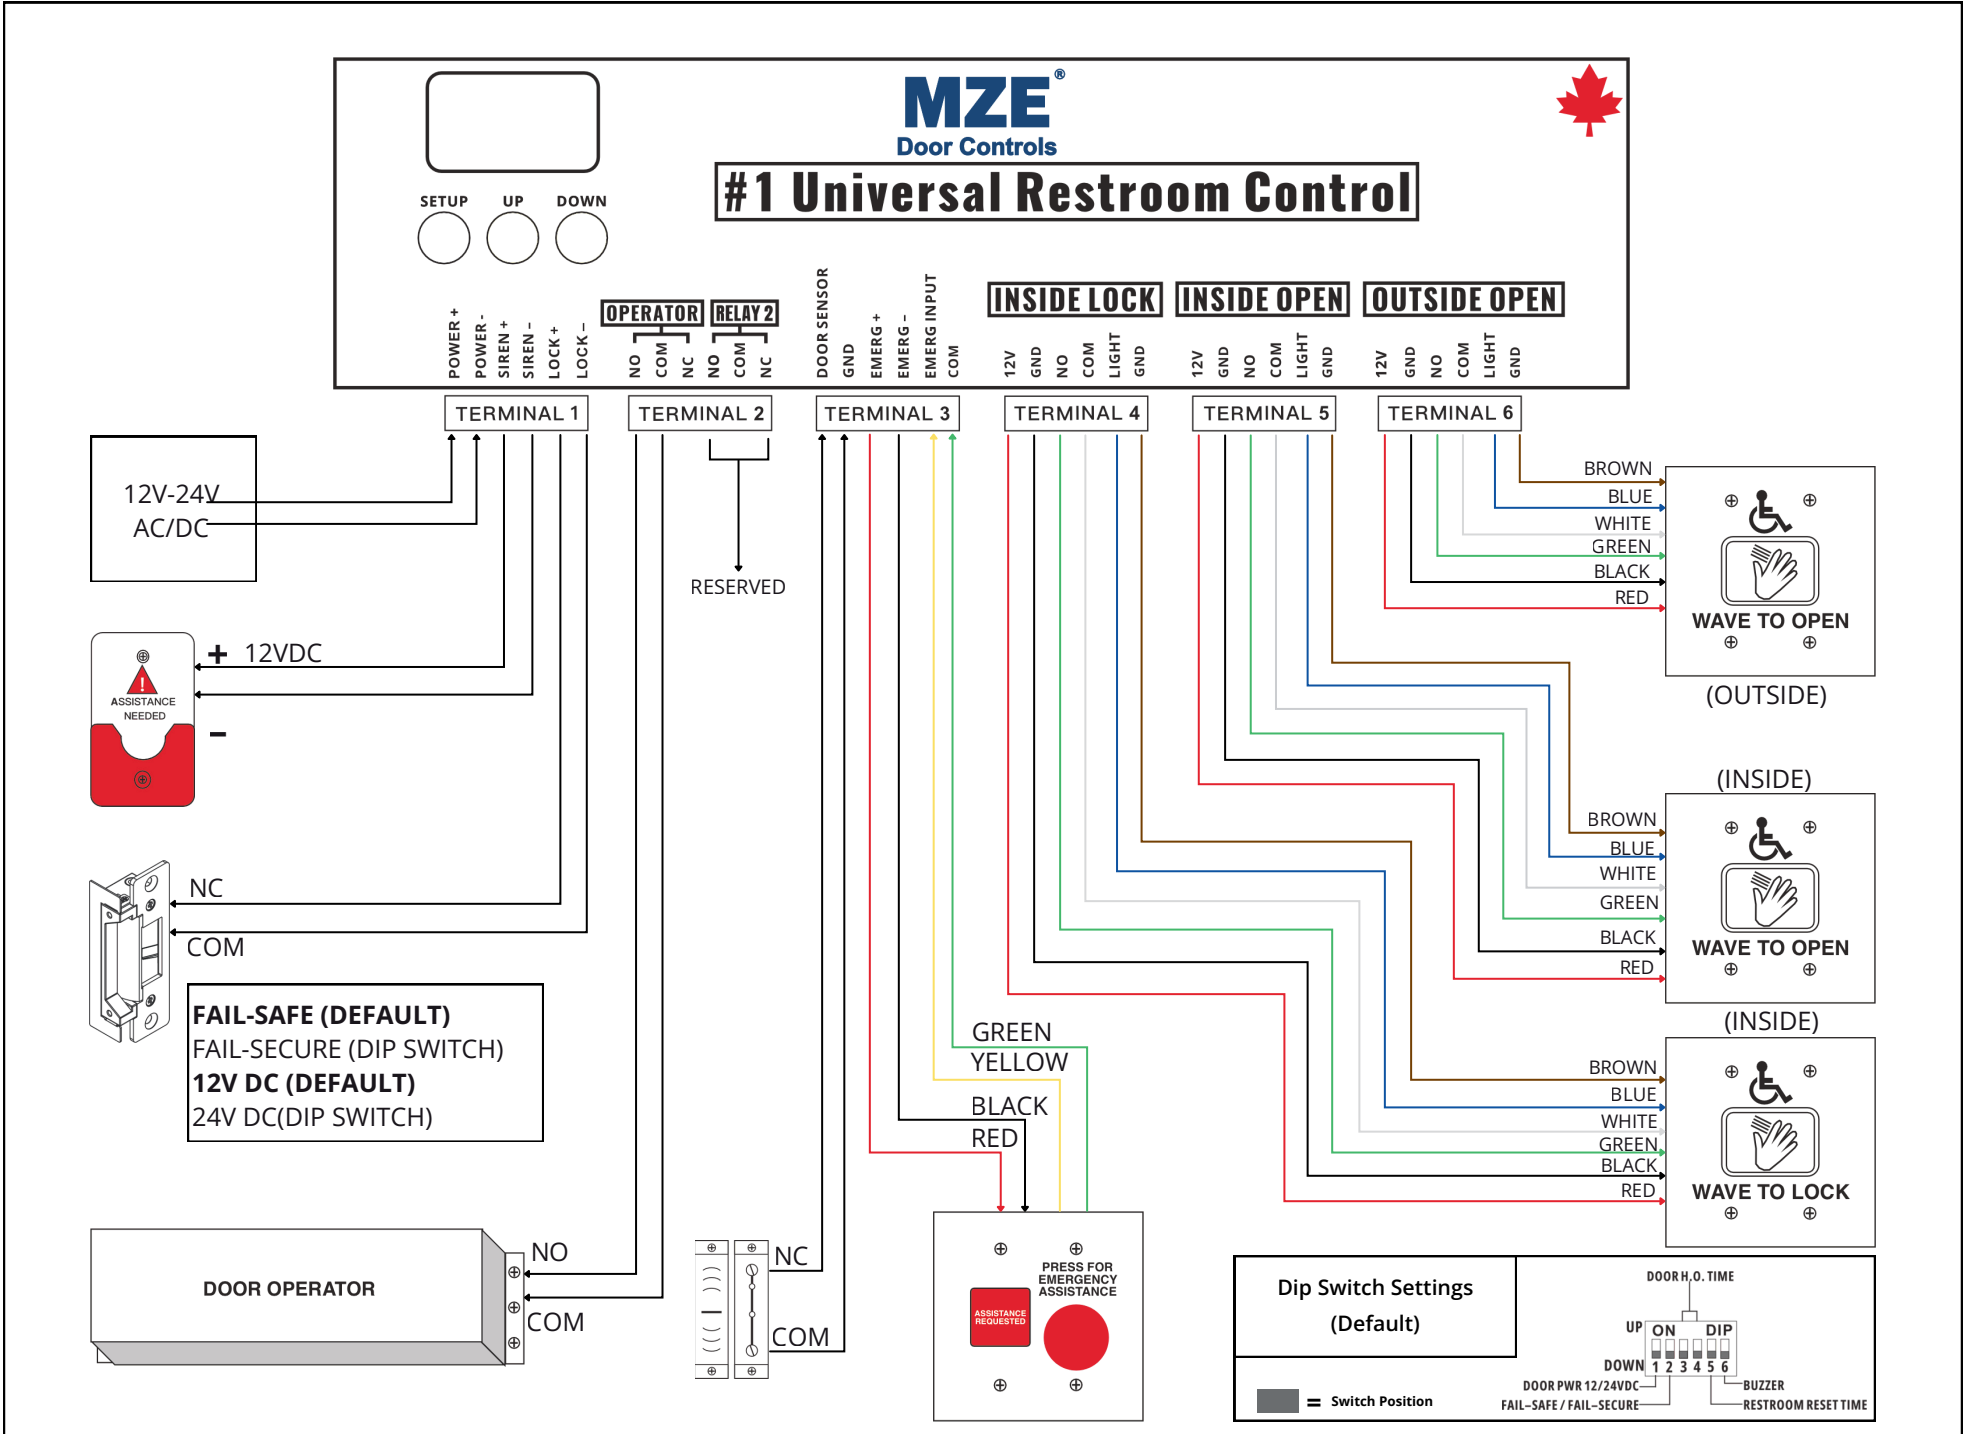 MZE®
Door Controls
#1 Universal Restroom Control
SETUP UP DOWN
POWER +
POWER -
SIREN +
SIREN –
LOCK +
LOCK –
OPERATOR
NO
COM
NC
RELAY 2
NO
COM
NC
DOOR SENSOR
GND
EMERG +
EMERG –
EMERG INPUT
COM
INSIDE LOCK
12V
GND
NO
COM
LIGHT
GND
INSIDE OPEN
12V
GND
NO
COM
LIGHT
GND
OUTSIDE OPEN
12V
GND
NO
COM
LIGHT
GND
TERMINAL 1
TERMINAL 2
TERMINAL 3
TERMINAL 4
TERMINAL 5
TERMINAL 6
12V-24V
AC/DC
RESERVED
+ 12VDC
–
!
ASSISTANCE
NEEDED
NC
COM
FAIL-SAFE (DEFAULT)
FAIL-SECURE (DIP SWITCH)
12V DC (DEFAULT)
24V DC(DIP SWITCH)
DOOR OPERATOR
NO
COM
NC
COM
GREEN
YELLOW
BLACK
RED
PRESS FOR
EMERGENCY
ASSISTANCE
ASSISTANCE
REQUESTED
BROWN
BLUE
WHITE
GREEN
BLACK
RED
WAVE TO OPEN
(OUTSIDE)
(INSIDE)
BROWN
BLUE
WHITE
GREEN
BLACK
RED
WAVE TO OPEN
(INSIDE)
BROWN
BLUE
WHITE
GREEN
BLACK
RED
WAVE TO LOCK
Dip Switch Settings
(Default)
= Switch Position
DOOR H.O. TIME
UP
ON DIP
DOWN
1 2 3 4 5 6
DOOR PWR 12/24VDC
BUZZER
FAIL–SAFE / FAIL–SECURE
RESTROOM RESET TIME